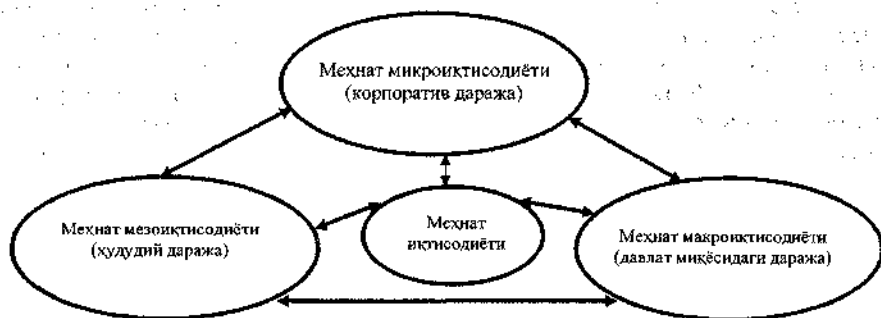 Меҳнат микроиқтисодиёти
(корпоратив даража)
Меҳнат мезоиқтисодиёти
(ҳудудий даража)
Меҳнат
иқтисодиёти
Меҳнат макроиқтисодиёти
(давлат миқёсидаги даража)